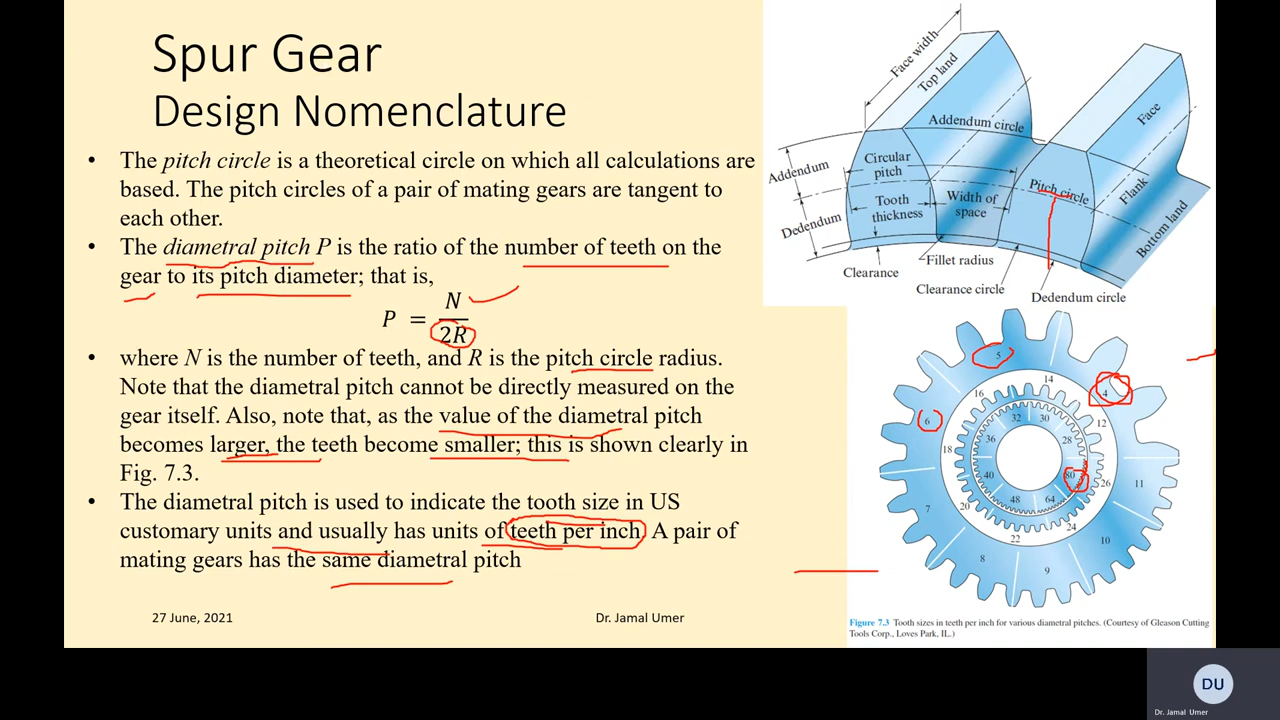 Spur Gear
Design Nomenclature
• The pitch circle is a theoretical circle on which all calculations are
based. The pitch circles of a pair of mating gears are tangent to
each other.
• The diametral pitch P is the ratio of the number of teeth on the
gear to its pitch diameter; that is,
P = N
2R
• where N is the number of teeth, and R is the pitch circle radius.
Note that the diametral pitch cannot be directly measured on the
gear itself. Also, note that, as the value of the diametral pitch
becomes larger, the teeth become smaller; this is shown clearly in
Fig. 7.3.
• The diametral pitch is used to indicate the tooth size in US
customary units and usually has units of teeth per inch. A pair of
mating gears has the same diametral pitch
27 June, 2021
Dr. Jamal Umer
Face width
Top land
Addendum circle
Face
Addendum
Circular
pitch
Pitch circle
Flank
Tooth
thickness
Width of
space
Dedendum
Bottom land
Fillet radius
Clearance
Clearance circle
Dedendum circle
5
14
16
4
6
32
30
12
36
28
18
40
80
26
11
48
64
7
20
24
22
10
8
9
Figure 7.3 Tooth sizes in teeth per inch for various diametral pitches. (Courtesy of Gleason Cutting
Tools Corp., Loves Park, IL.)
DU
Dr. Jamal Umer